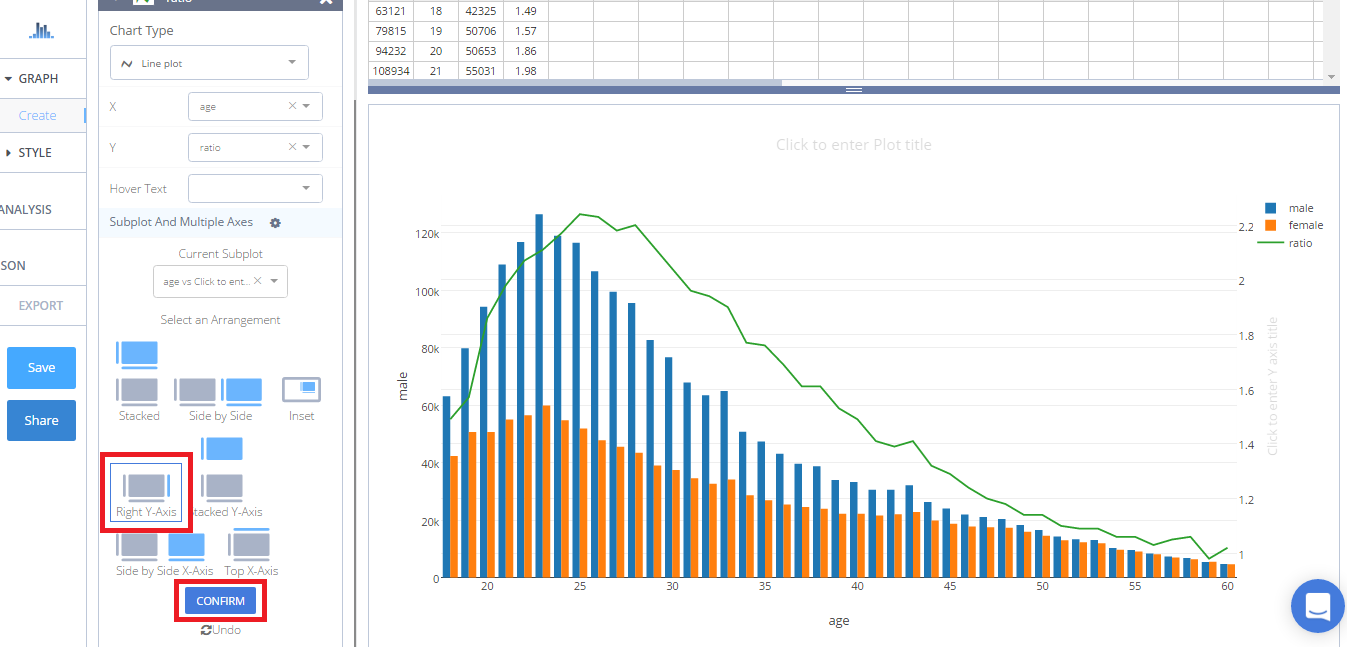 ratio
Chart Type
Line plot
X age
Y ratio
Hover Text
Subplot And Multiple Axes
Current Subplot
age vs Click to ent...
Select an Arrangement
Stacked Side by Side Inset
Right Y-Axis Stacked Y-Axis
Side by Side X-Axis Top X-Axis
CONFIRM
Undo
GRAPH
Create
STYLE
ANALYSIS
SON
EXPORT
Save
Share
63121 18 42325 1.49
79815 19 50706 1.57
94232 20 50653 1.86
108934 21 55031 1.98
Click to enter Plot title
male
female
ratio
120k
100k
80k
60k
40k
20k
0
male
2.2
2
1.8
1.6
1.4
1.2
1
Click to enter Y axis title
20 25 30 35 40 45 50 55 60
age